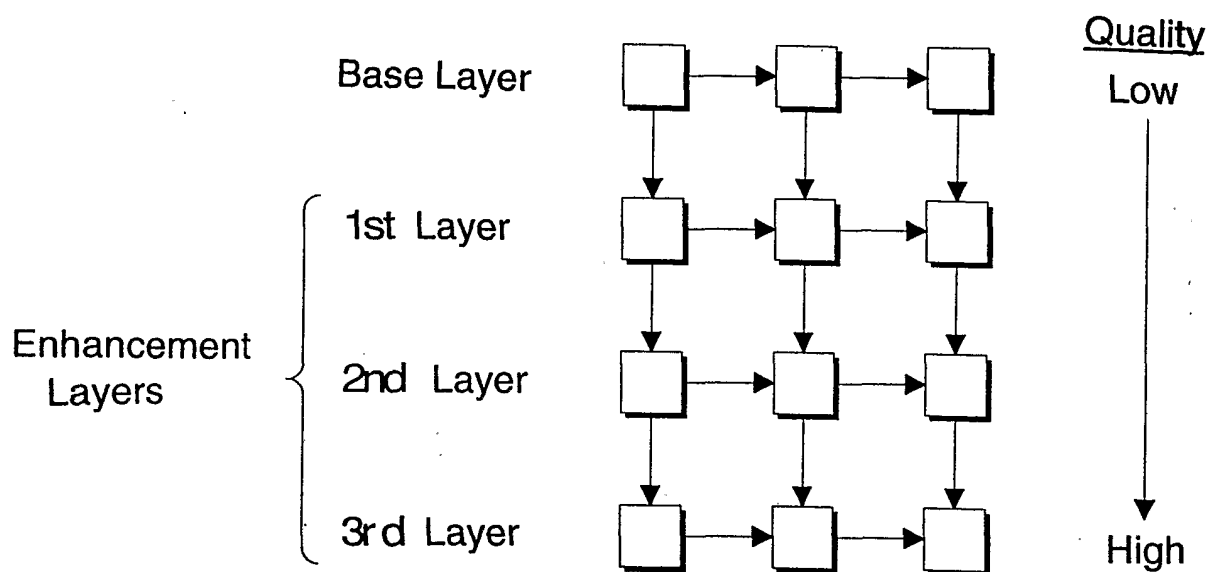 Quality
Base Layer
Low
1st Layer
Enhancement
Layers
2nd Layer
3rd Layer
High